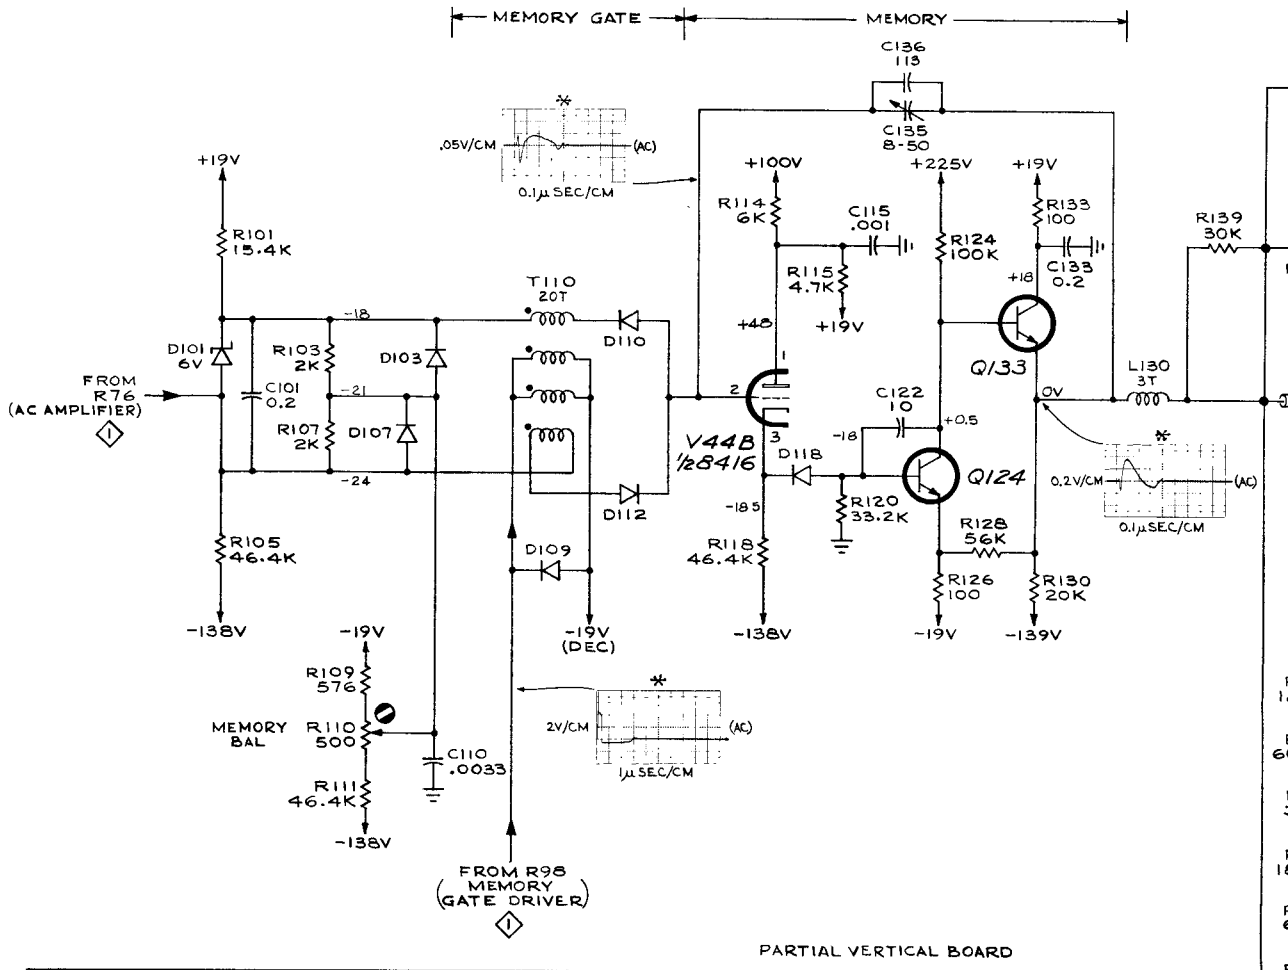 MEMORY GATE
MEMORY
C136
113
C135
8-50
*
.05V/CM
(AC)
0.1µSEC/CM
+19V
+100V
+225V
+19V
R101
15.4K
R114
6K
C115
.001
R124
100K
R133
100
C133
0.2
R139
30K
R115
4.7K
+19V
T110
20T
-18
D110
+48
+18
D101
6V
R103
2K
D103
1
Q133
L130
3T
FROM
R76
(AC AMPLIFIER)
1
C101
0.2
-21
2
0V
R107
2K
D107
3
V44B
½8416
C122
10
-18
+0.5
*
0.2V/CM
(AC)
0.1µSEC/CM
-24
D118
Q124
D112
-18.5
R120
33.2K
R105
46.4K
D109
R118
46.4K
R128
56K
R126
100
R130
20K
-138V
-19V
-19V
(DEC)
-138V
-19V
-139V
R109
576
*
2V/CM
(AC)
1µSEC/CM
MEMORY
BAL
R110
500
C110
.0033
R111
46.4K
-138V
FROM R98
(MEMORY
GATE DRIVER)
1
PARTIAL VERTICAL BOARD